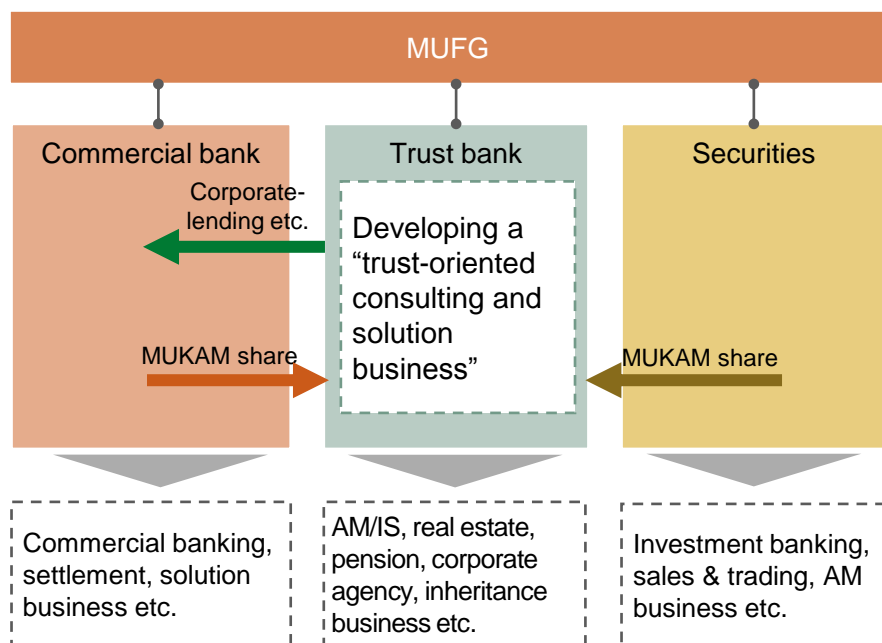 MUFG
Commercial bank
Trust bank
Securities
Corporate-
lending etc.
Developing a
“trust-oriented
consulting and
solution
business”
MUKAM share
MUKAM share
Commercial banking,
settlement, solution
business etc.
AM/IS, real estate,
pension, corporate
agency, inheritance
business etc.
Investment banking,
sales & trading, AM
business etc.